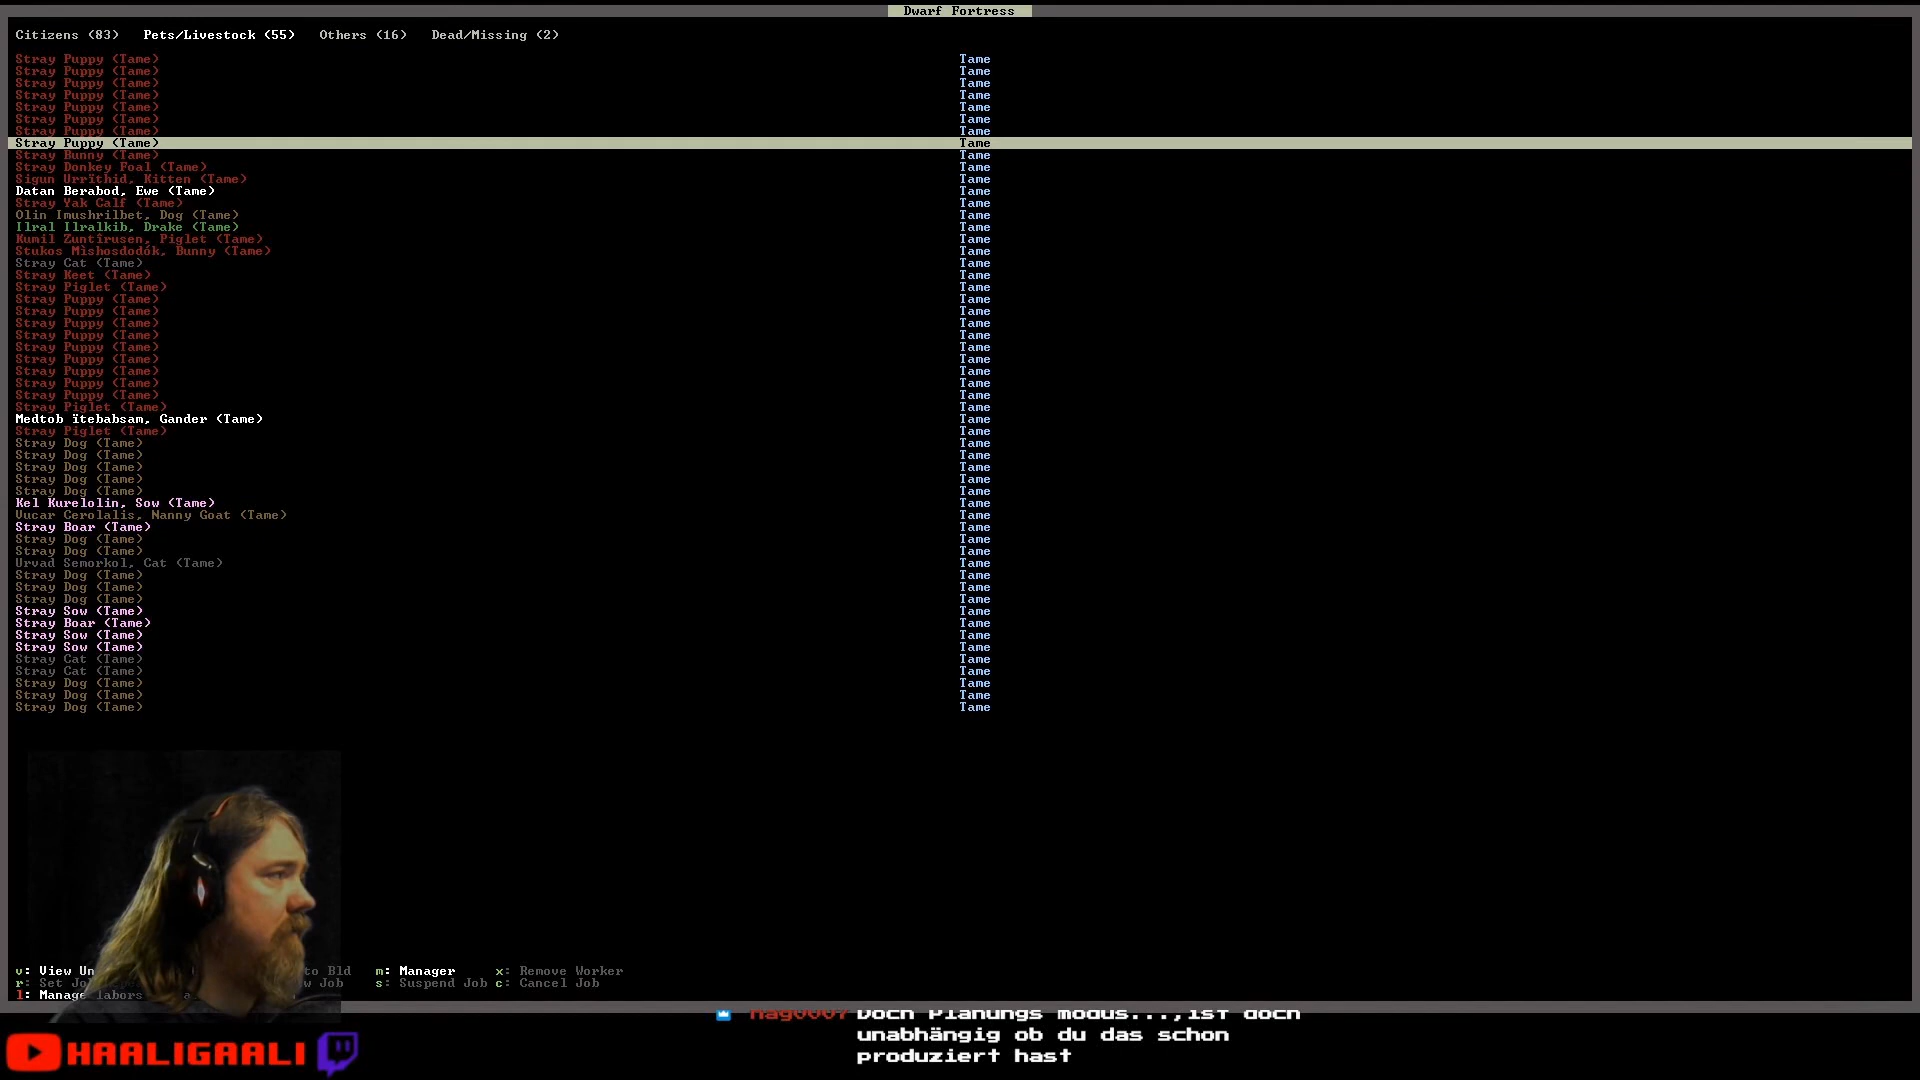 Dwarf Fortress
Citizens (83) Pets/Livestock (55) Others (16) Dead/Missing (2)
Stray Puppy (Tame) Tame
Stray Puppy (Tame) Tame
Stray Puppy (Tame) Tame
Stray Puppy (Tame) Tame
Stray Puppy (Tame) Tame
Stray Puppy (Tame) Tame
Stray Puppy (Tame) Tame
Stray Puppy (Tame) Tame
Stray Bunny (Tame) Tame
Stray Donkey Foal (Tame) Tame
Sigun Urrïthid, Kitten (Tame) Tame
Datan Berabod, Ewe (Tame) Tame
Stray Yak Calf (Tame) Tame
Olin Imushrilbet, Dog (Tame) Tame
Ilral Ilralkib, Drake (Tame) Tame
Kumil Zuntîrusen, Piglet (Tame) Tame
Stukos Mìshosdodók, Bunny (Tame) Tame
Stray Cat (Tame) Tame
Stray Keet (Tame) Tame
Stray Piglet (Tame) Tame
Stray Puppy (Tame) Tame
Stray Puppy (Tame) Tame
Stray Puppy (Tame) Tame
Stray Puppy (Tame) Tame
Stray Puppy (Tame) Tame
Stray Puppy (Tame) Tame
Stray Puppy (Tame) Tame
Stray Puppy (Tame) Tame
Stray Puppy (Tame) Tame
Stray Piglet (Tame) Tame
Medtob ïtebabsam, Gander (Tame) Tame
Stray Piglet (Tame) Tame
Stray Dog (Tame) Tame
Stray Dog (Tame) Tame
Stray Dog (Tame) Tame
Stray Dog (Tame) Tame
Stray Dog (Tame) Tame
Kel Kurelolin, Sow (Tame) Tame
Vucar Cerolalis, Nanny Goat (Tame) Tame
Stray Boar (Tame) Tame
Stray Dog (Tame) Tame
Stray Dog (Tame) Tame
Urvad Semorkol, Cat (Tame) Tame
Stray Dog (Tame) Tame
Stray Dog (Tame) Tame
Stray Dog (Tame) Tame
Stray Sow (Tame) Tame
Stray Boar (Tame) Tame
Stray Sow (Tame) Tame
Stray Sow (Tame) Tame
Stray Cat (Tame) Tame
Stray Cat (Tame) Tame
Stray Dog (Tame) Tame
Stray Dog (Tame) Tame
Stray Dog (Tame) Tame
v: View Un to Bld m: Manager x: Remove Worker
r: Set Jo w Job s: Suspend Job c: Cancel Job
l: Manage labors
Doch Planungs modus...,ist doch
unabhängig ob du das schon
produziert hast
HAALIGAALI